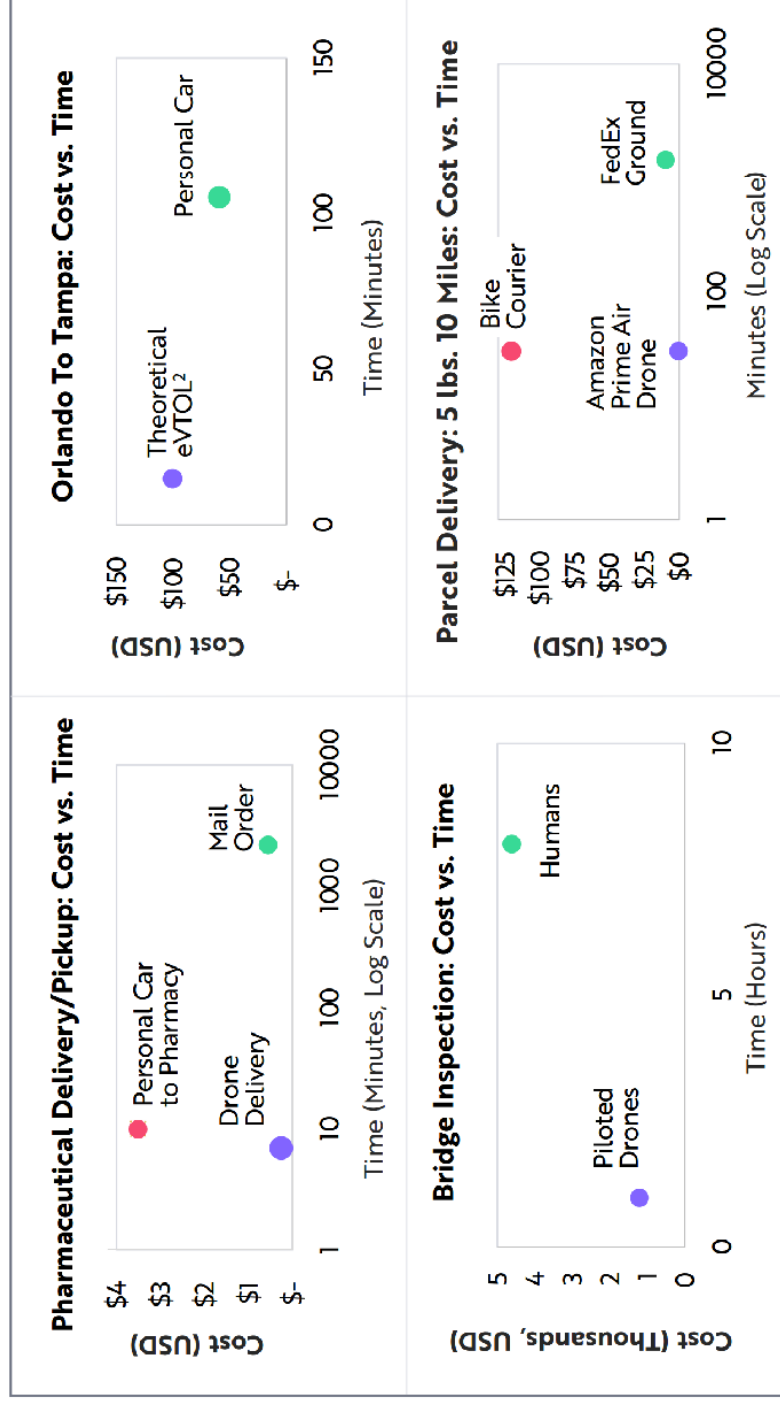 Pharmaceutical Delivery/Pickup: Cost vs. Time
Cost (USD)
$4
$3
$2
$1
$-
Personal Car
to Pharmacy
Drone
Delivery
Mail
Order
1
10
100
1000
10000
Time (Minutes, Log Scale)
Orlando To Tampa: Cost vs. Time
Cost (USD)
$150
$100
$50
$-
Theoretical
eVTOL²
Personal Car
0
50
100
150
Time (Minutes)
Bridge Inspection: Cost vs. Time
Cost (Thousands, USD)
5
4
3
2
1
0
Piloted
Drones
Humans
0
5
10
Time (Hours)
Parcel Delivery: 5 lbs. 10 Miles: Cost vs. Time
Cost (USD)
$125
$100
$75
$50
$25
$0
Bike
Courier
Amazon
Prime Air
Drone
FedEx
Ground
1
100
10000
Minutes (Log Scale)